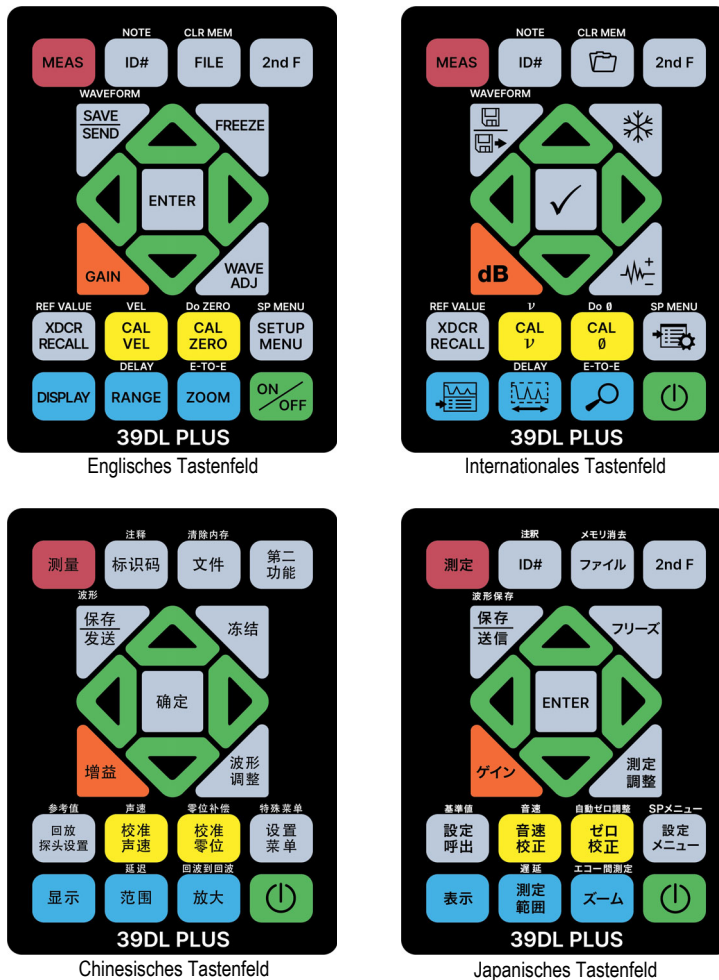 NOTE CLR MEM
MEAS ID# FILE 2nd F
WAVEFORM
SAVE
SEND
FREEZE
ENTER
GAIN
WAVE
ADJ
REF VALUE VEL Do ZERO SP MENU
XDCR
RECALL
CAL
VEL
CAL
ZERO
SETUP
MENU
DELAY E-TO-E
DISPLAY RANGE ZOOM ON/OFF
39DL PLUS
Englisches Tastenfeld
NOTE CLR MEM
MEAS ID# 2nd F
WAVEFORM
dB
+
−
REF VALUE ν Do Ø SP MENU
XDCR
RECALL
CAL
ν
CAL
Ø
DELAY E-TO-E
39DL PLUS
Internationales Tastenfeld
注释 清除内存
测量 标识码 文件 第二
功能
波形
保存
发送
冻结
确定
增益
波形
调整
参考值 声速 零位补偿 特殊菜单
回放
探头设置
校准
声速
校准
零位
设置
菜单
延迟 回波到回波
显示 范围 放大
39DL PLUS
Chinesisches Tastenfeld
注釈 メモリ消去
測定 ID# ファイル 2nd F
波形保存
保存
送信
フリーズ
ENTER
ゲイン
測定
調整
基準値 音速 自動ゼロ調整 SPメニュー
設定
呼出
音速
校正
ゼロ
校正
設定
メニュー
遅延 エコー間測定
表示 測定
範囲
ズーム
39DL PLUS
Japanisches Tastenfeld